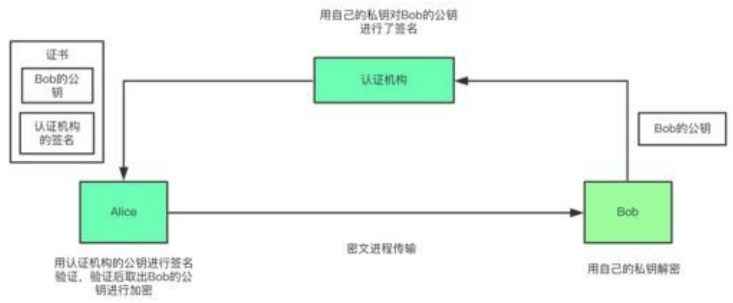 用自己的私钥对Bob的公钥
进行了签名
证书
Bob的公
钥
认证机构
的签名
认证机构
Bob的公钥
Alice
Bob
密文进程传输
用认证机构的公钥进行签名
验证，验证后取出Bob的公
钥进行加密
用自己的私钥解密